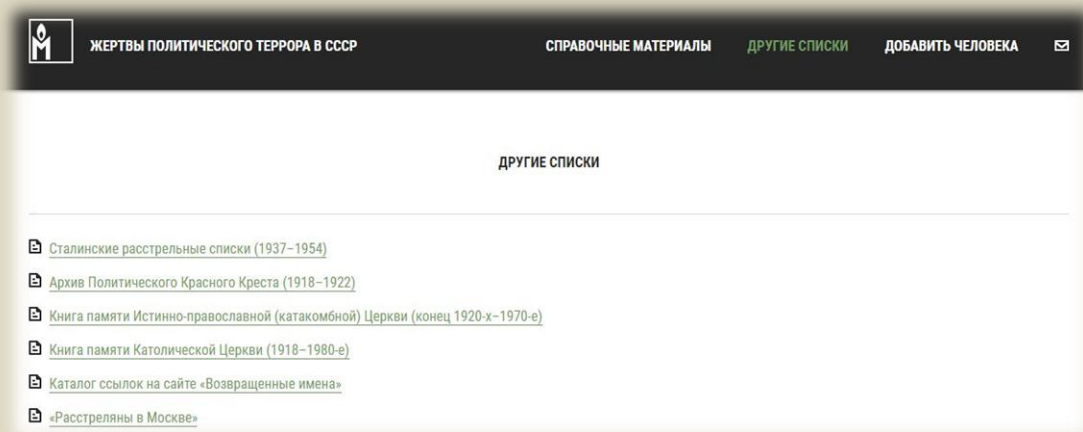 ЖЕРТВЫ ПОЛИТИЧЕСКОГО ТЕРРОРА В СССР
СПРАВОЧНЫЕ МАТЕРИАЛЫ
ДРУГИЕ СПИСКИ
ДОБАВИТЬ ЧЕЛОВЕКА
ДРУГИЕ СПИСКИ
Сталинские расстрельные списки (1937–1954)
Архив Политического Красного Креста (1918–1922)
Книга памяти Истинно-православной (катакомбной) Церкви (конец 1920-х–1970-е)
Книга памяти Католической Церкви (1918–1980-е)
Каталог ссылок на сайте «Возвращенные имена»
«Расстреляны в Москве»